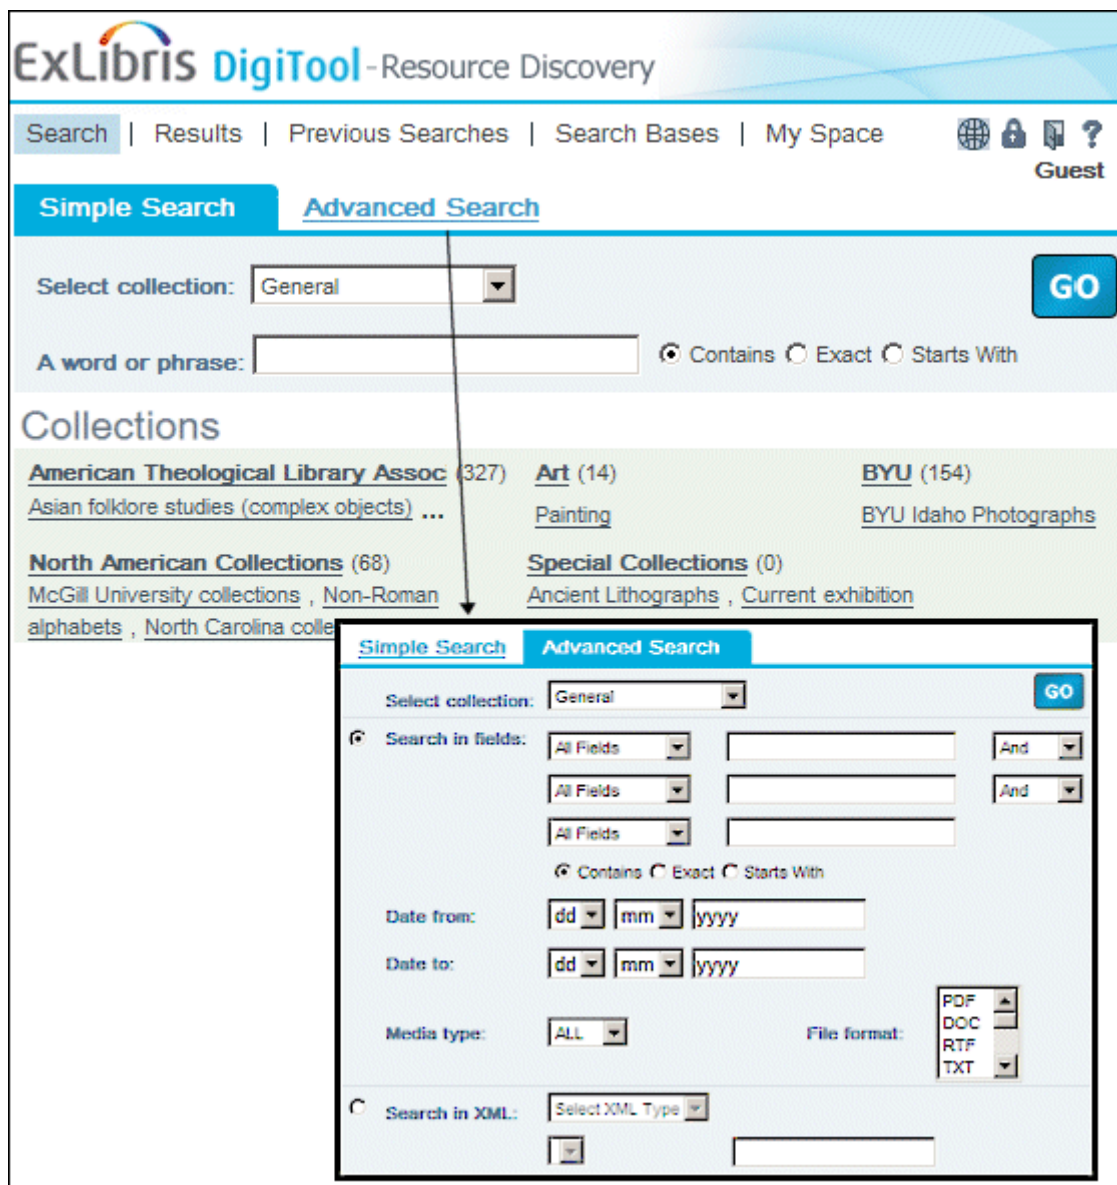 ExLibris DigiTool - Resource Discovery
Search | Results | Previous Searches | Search Bases | My Space ?
Guest
Simple Search Advanced Search
Select collection: General GO
A word or phrase: Contains Exact Starts With
Collections
American Theological Library Assoc (327) Art (14) BYU (154)
Asian folklore studies (complex objects) ... Painting BYU Idaho Photographs
North American Collections (68) Special Collections (0)
McGill University collections , Non-Roman Ancient Lithographs , Current exhibition
alphabets , North Carolina colle
Simple Search Advanced Search
Select collection: General GO
Search in fields: All Fields And
All Fields And
All Fields
Contains Exact Starts With
Date from: dd mm yyyy
Date to: dd mm yyyy
Media type: ALL File format: PDF
DOC
RTF
TXT
Search in XML: Select XML Type